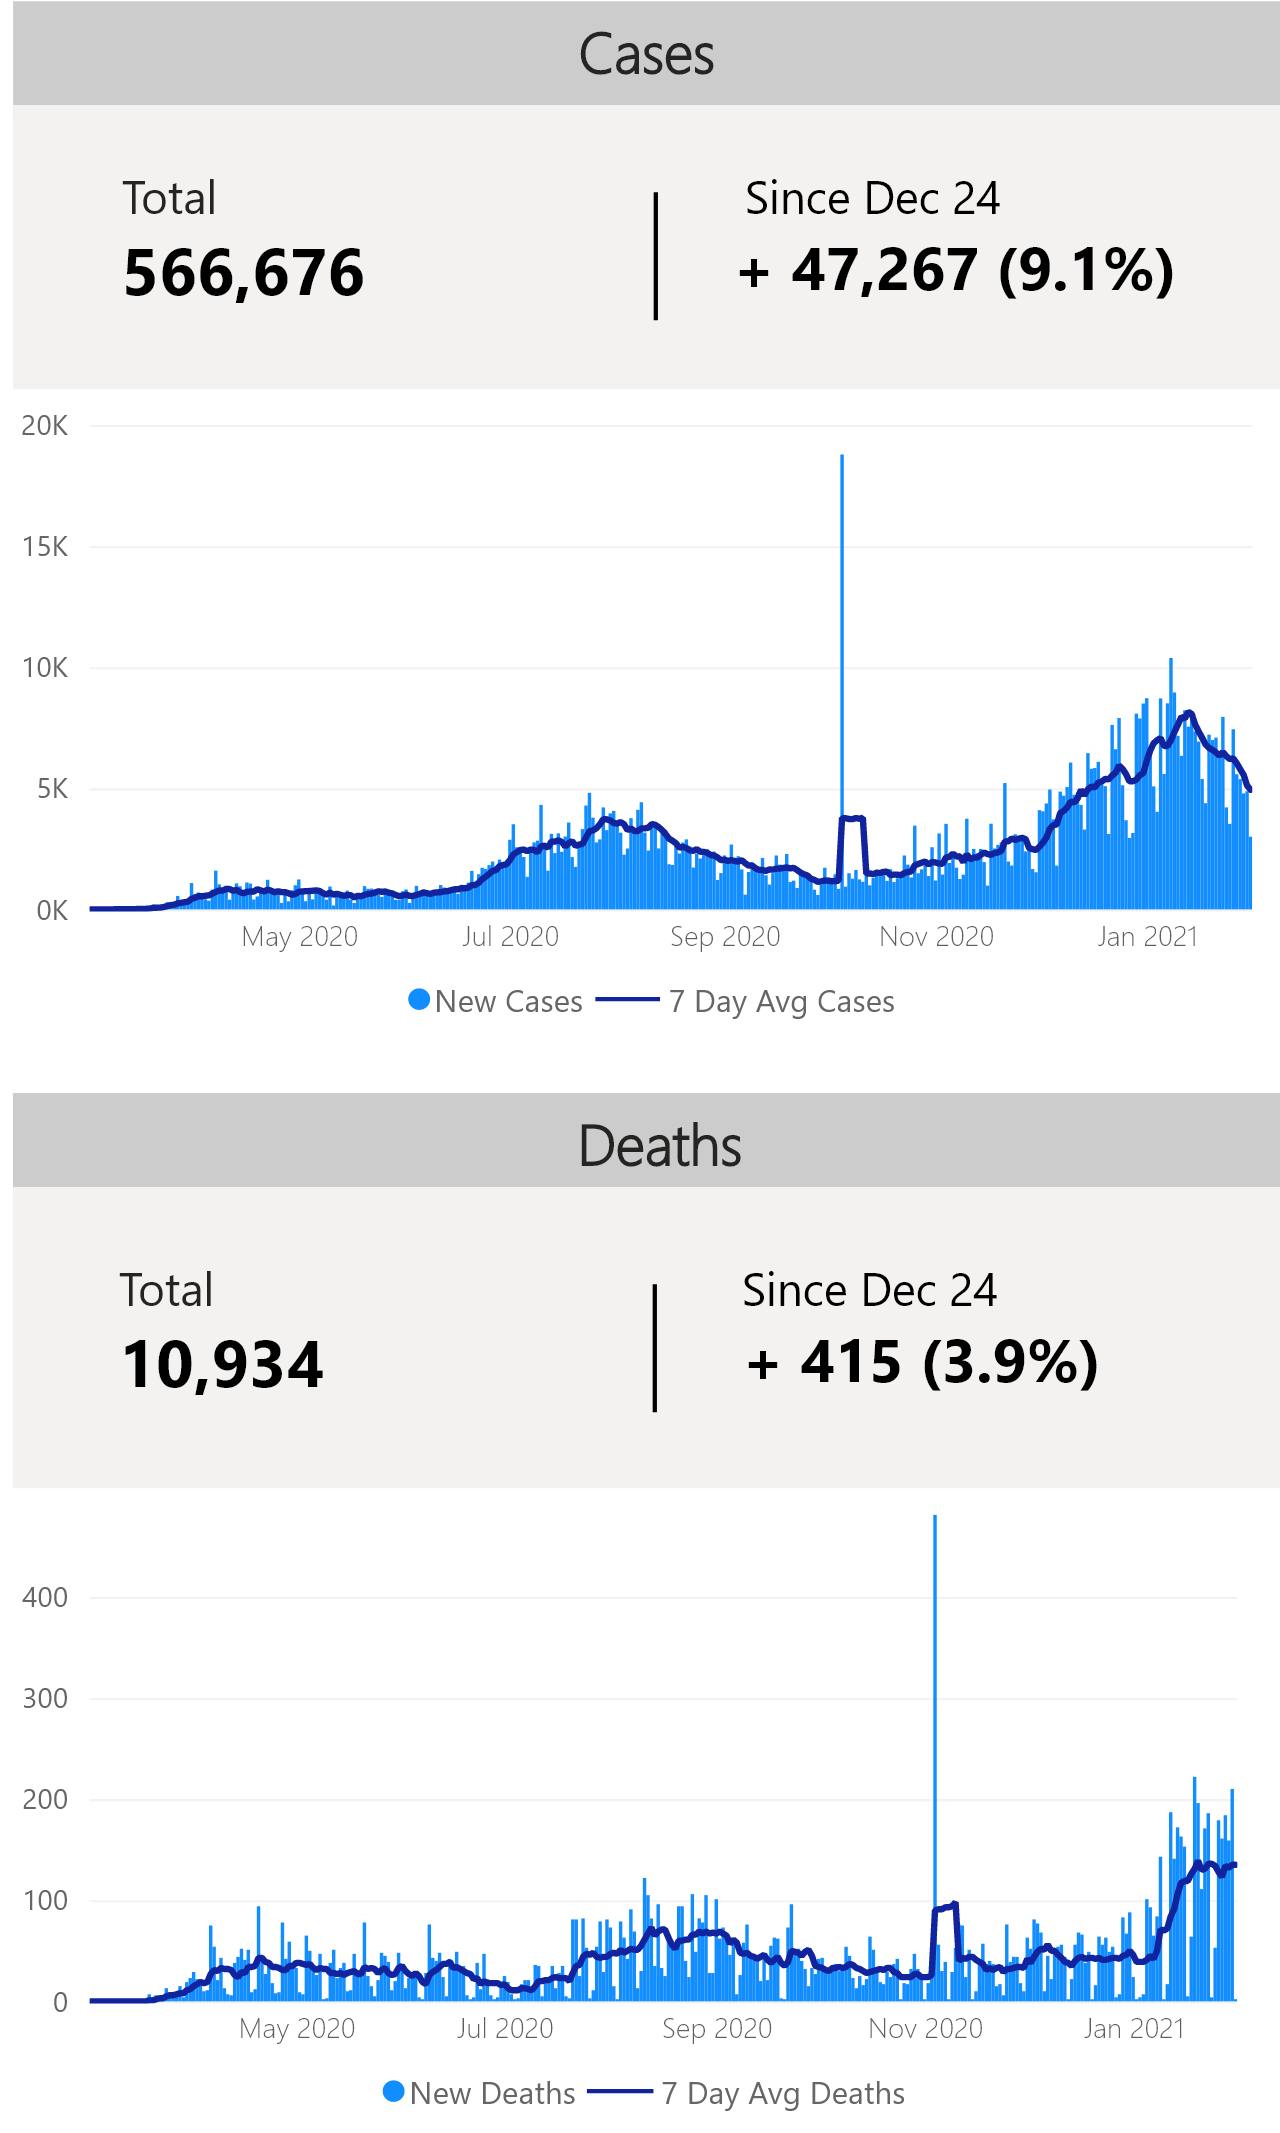 Cases
Total
Since Dec 24
566,676
+ 47,267 (9.1%)
20K
15K
10K
5K
0K
May 2020 Jul 2020 Sep 2020 Nov 2020 Jan 2021
New Cases 7 Day Avg Cases
Deaths
Total
Since Dec 24
10,934
+ 415 (3.9%)
400
300
200
100
0
May 2020 Jul 2020 Sep 2020 Nov 2020 Jan 2021
New Deaths 7 Day Avg Deaths